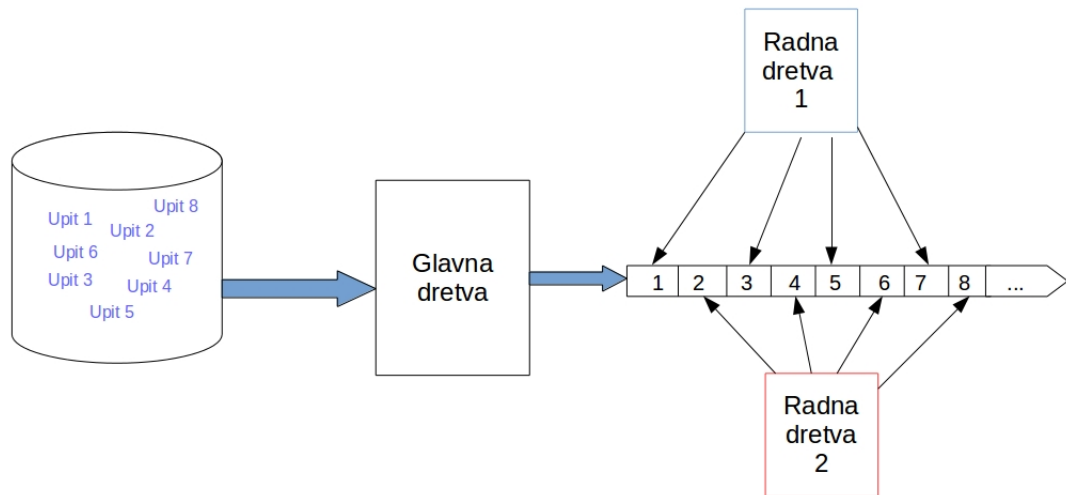 Upit 1
Upit 8
Upit 2
Upit 6
Upit 7
Upit 3
Upit 4
Upit 5
Glavna
dretva
Radna
dretva
1
1 2 3 4 5 6 7 8 ...
Radna
dretva
2